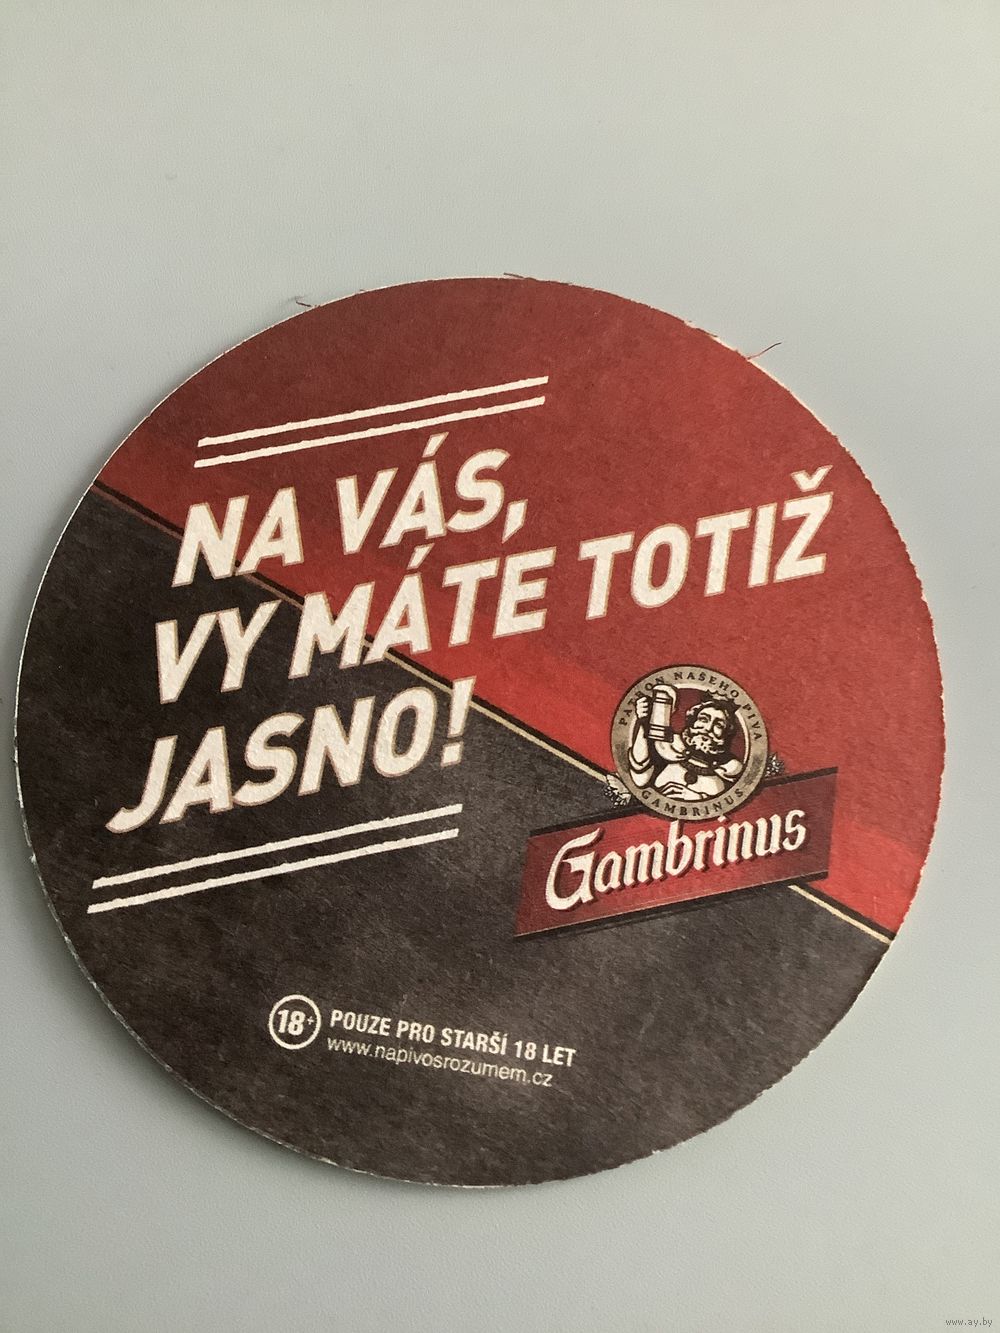 NA VÁS,
VY MÁTE TOTIŽ
JASNO!
PATRON NAŠEHO PIVA
GAMBRINUS
Gambrinus
18+ POUZE PRO STARŠÍ 18 LET
www.napivosrozumem.cz
www.ay.by